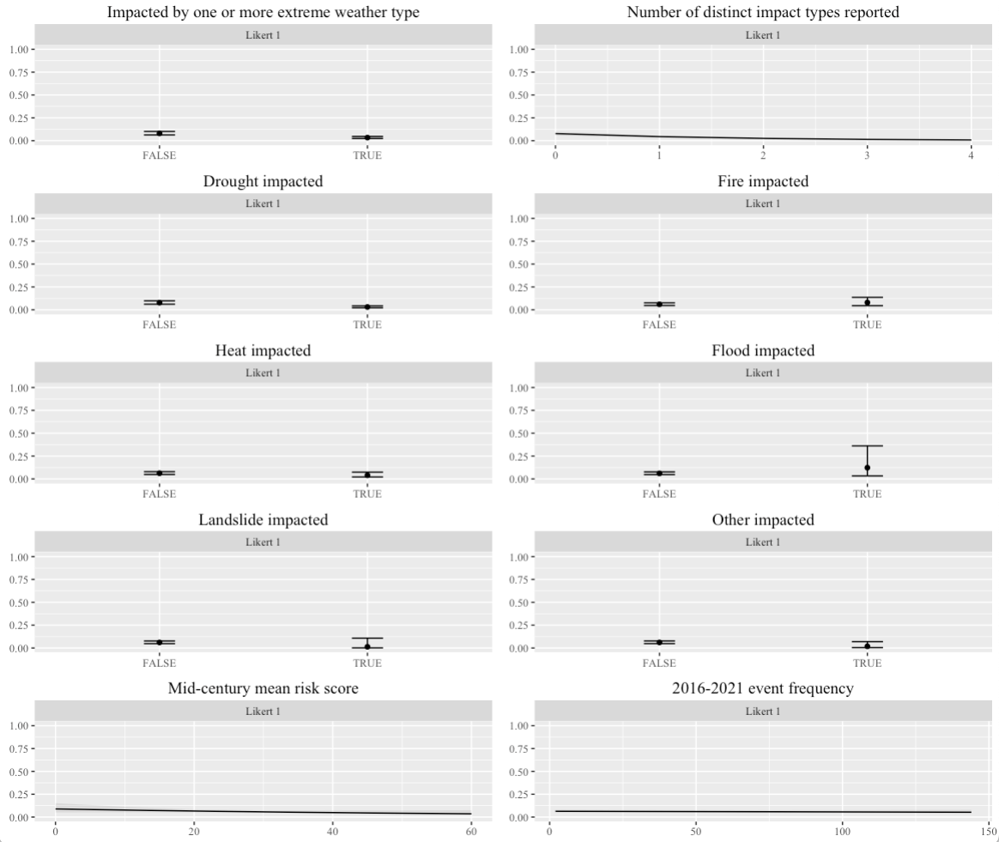 Impacted by one or more extreme weather type
Likert 1
1.00
0.75
0.50
0.25
0.00
FALSE TRUE
Number of distinct impact types reported
Likert 1
1.00
0.75
0.50
0.25
0.00
0 1 2 3 4
Drought impacted
Likert 1
1.00
0.75
0.50
0.25
0.00
FALSE TRUE
Fire impacted
Likert 1
1.00
0.75
0.50
0.25
0.00
FALSE TRUE
Heat impacted
Likert 1
1.00
0.75
0.50
0.25
0.00
FALSE TRUE
Flood impacted
Likert 1
1.00
0.75
0.50
0.25
0.00
FALSE TRUE
Landslide impacted
Likert 1
1.00
0.75
0.50
0.25
0.00
FALSE TRUE
Other impacted
Likert 1
1.00
0.75
0.50
0.25
0.00
FALSE TRUE
Mid-century mean risk score
Likert 1
1.00
0.75
0.50
0.25
0.00
0 20 40 60
2016-2021 event frequency
Likert 1
1.00
0.75
0.50
0.25
0.00
0 50 100 150